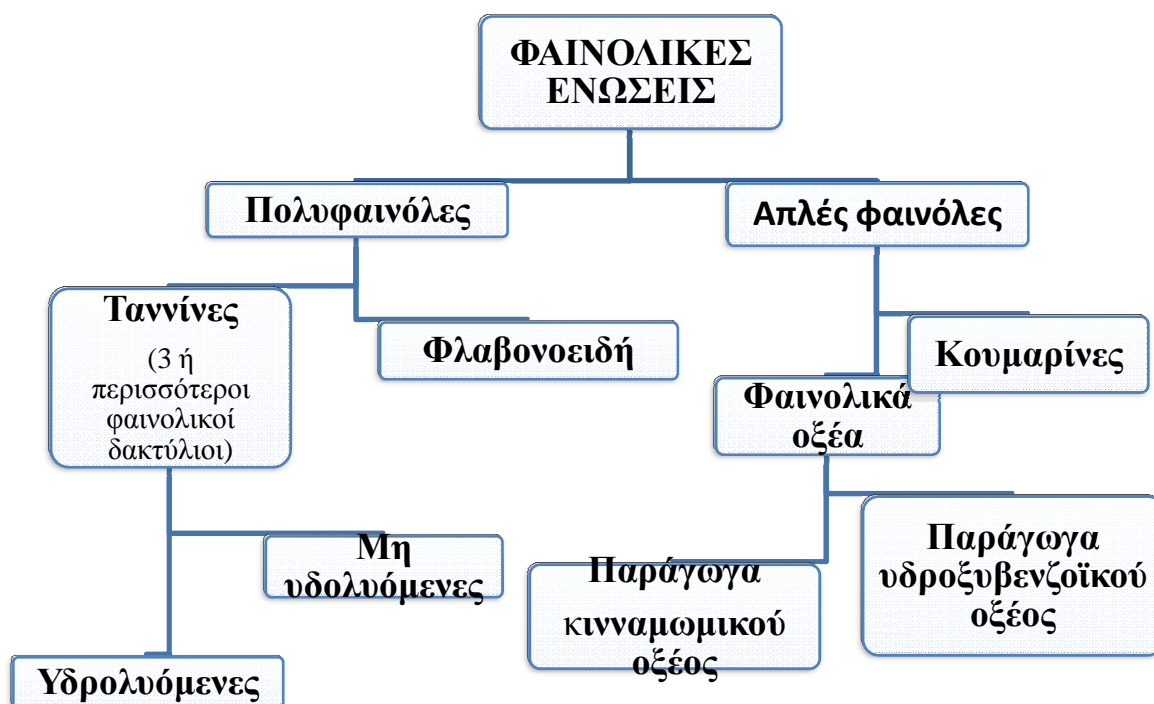 ΦΑΙΝΟΛΙΚΕΣ
ΕΝΩΣΕΙΣ
Πολυφαινόλες
Απλές φαινόλες
Ταννίνες
(3 ή
περισσότεροι
φαινολικοί
δακτύλιοι)
Φλαβονοειδή
Κουμαρίνες
Φαινολικά
οξέα
Μη
υδολυόμενες
Παράγωγα
κινναμωμικού
οξέος
Παράγωγα
υδροξυβενζοϊκού
οξέος
Υδρολυόμενες